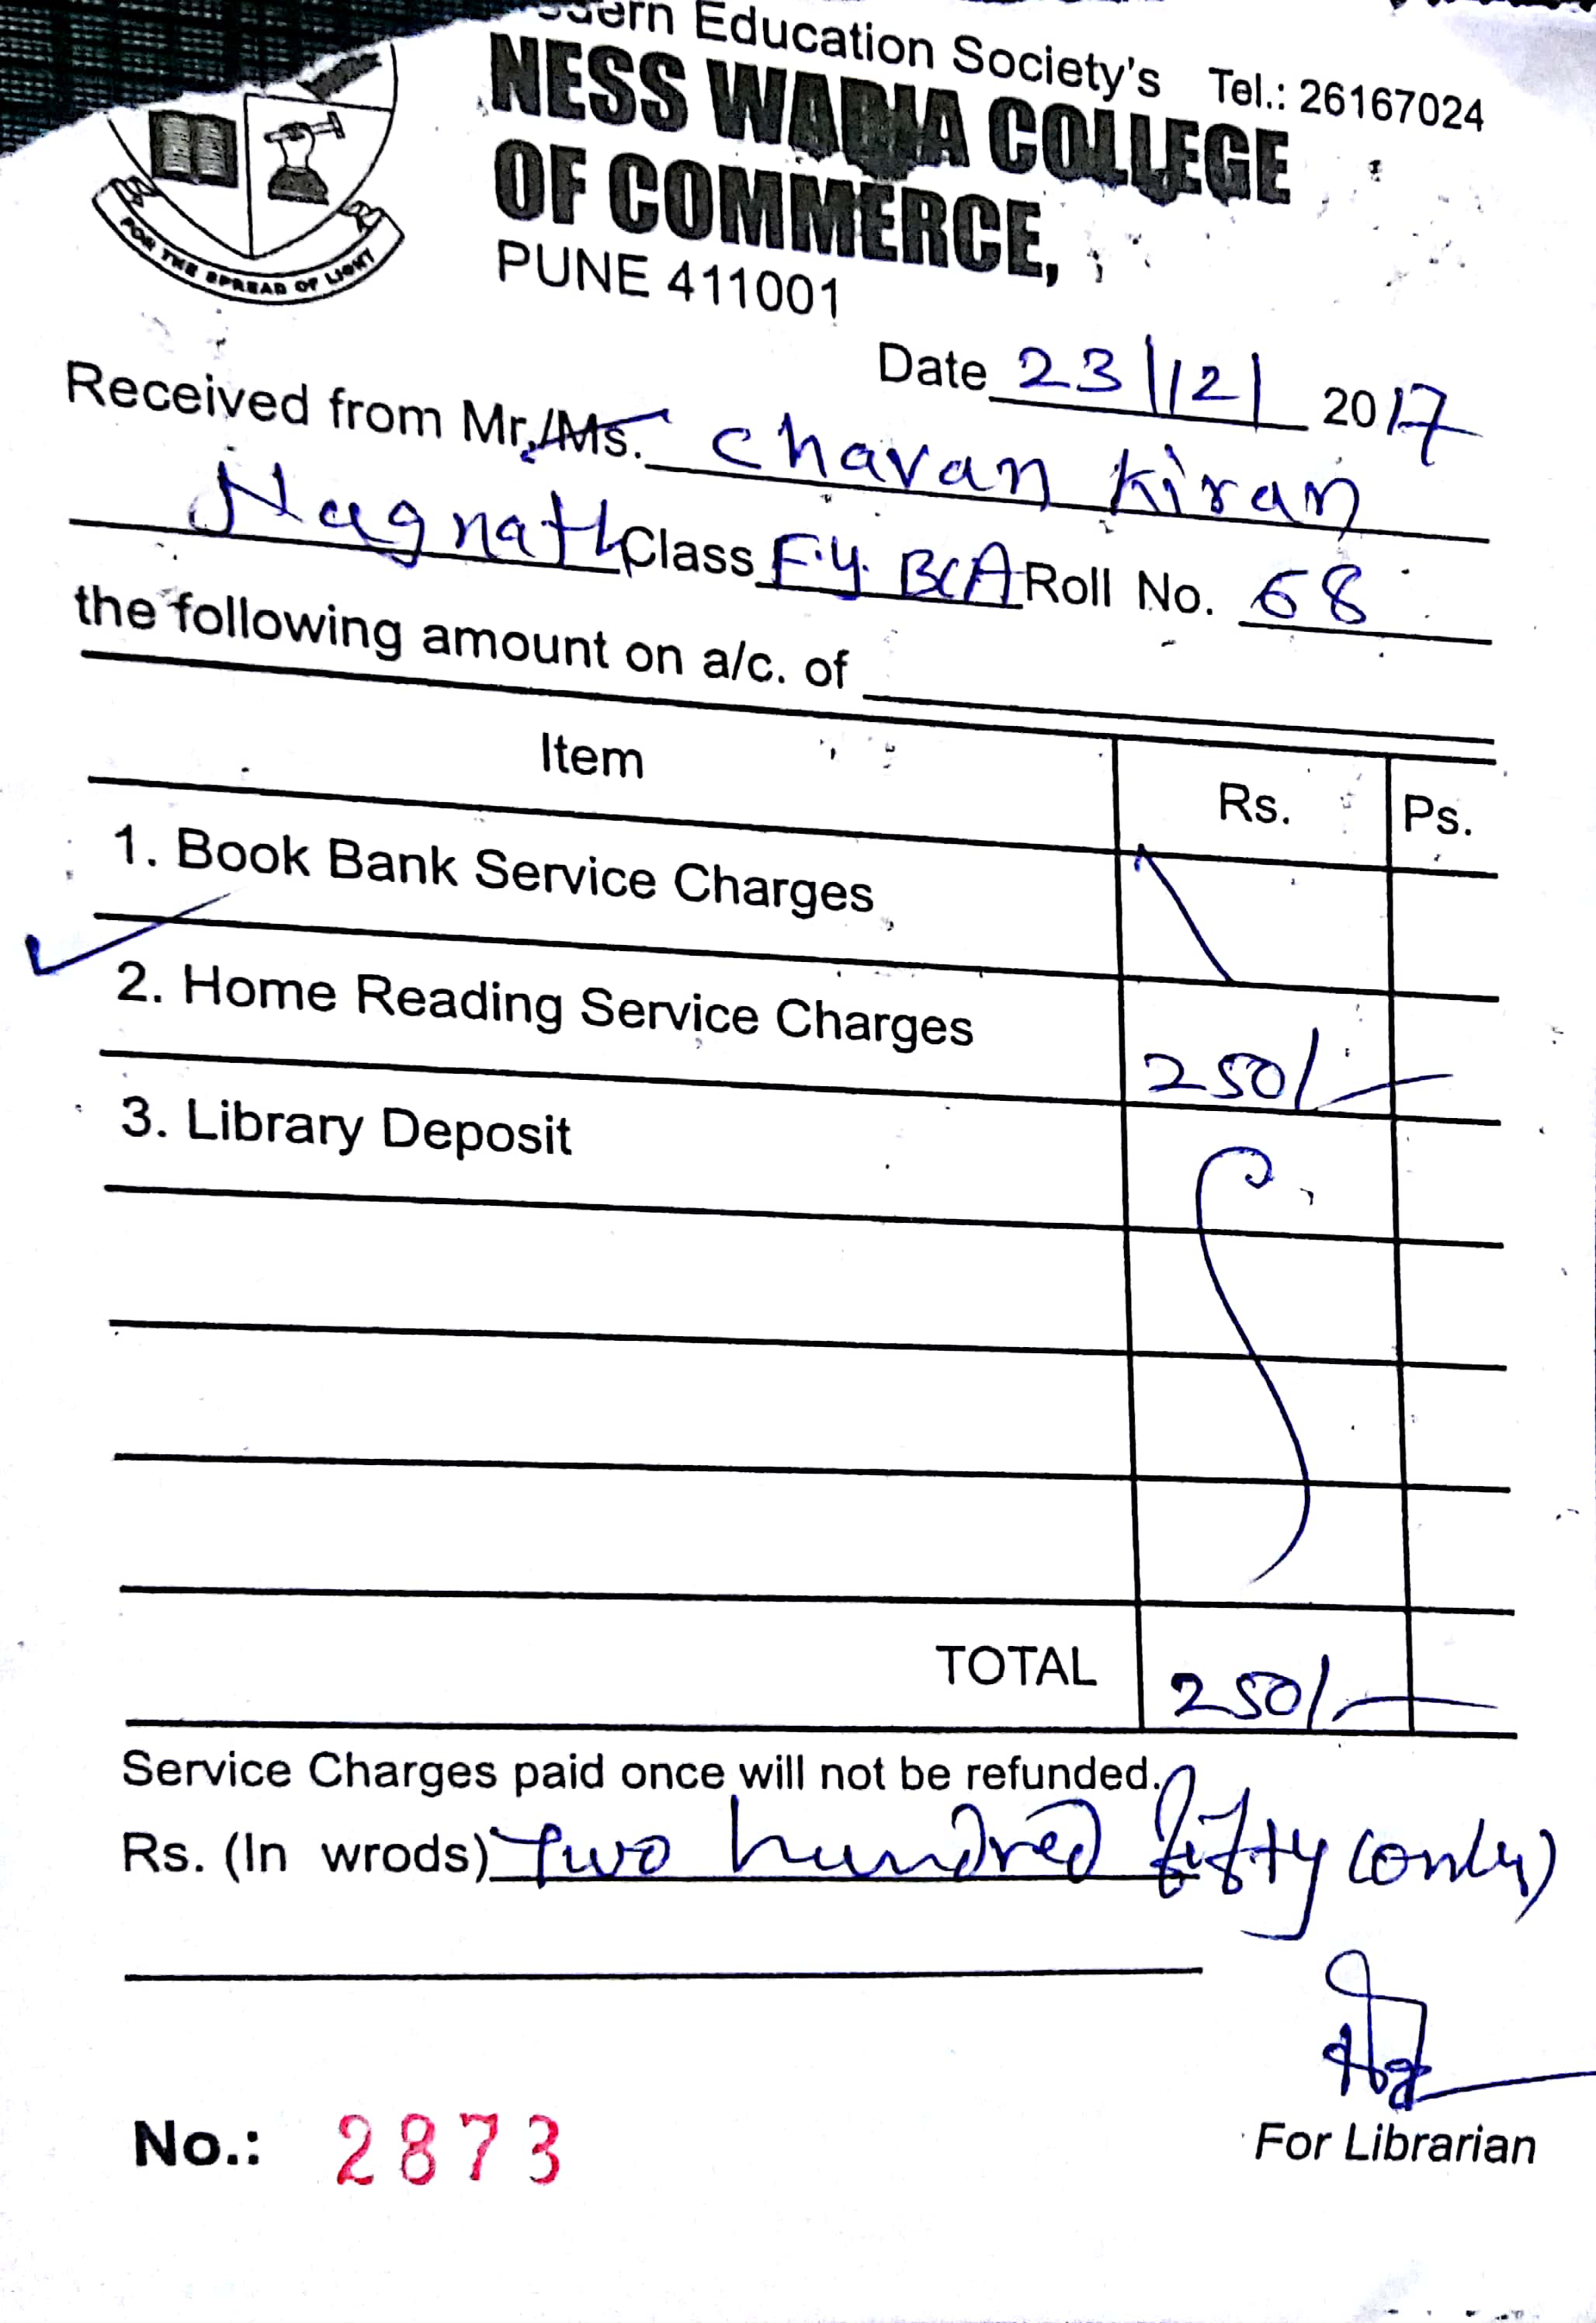 Education Society's Tel.: 26167024
NESS WADIA COLLEGE
OF COMMERCE,
PUNE 411001
FOR THE SPREAD OF LIGHT
Date 23/12/2017
Received from Mr./Ms. Chavan Kiran
Nagnath Class F.Y. BCA Roll No. 68
the following amount on a/c. of
Item Rs. Ps.
1. Book Bank Service Charges
2. Home Reading Service Charges 250/-
3. Library Deposit
TOTAL 250/-
Service Charges paid once will not be refunded.
Rs. (In wrods) Two hundred fifty (only)
For Librarian
No.: 2873